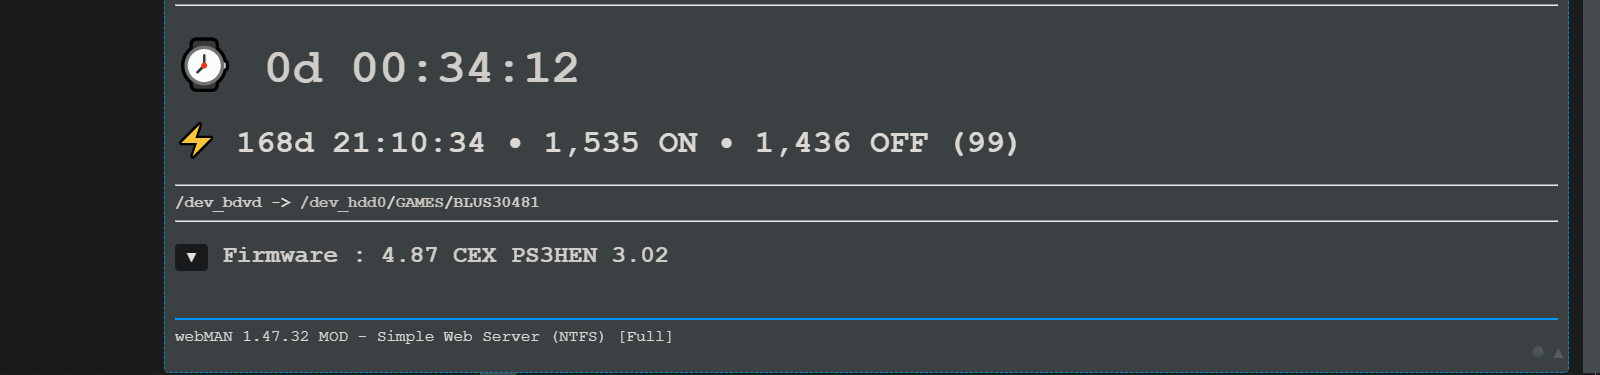 0d 00:34:12
168d 21:10:34 • 1,535 ON • 1,436 OFF (99)
/dev_bdvd -> /dev_hdd0/GAMES/BLUS30481
▼ Firmware : 4.87 CEX PS3HEN 3.02
webMAN 1.47.32 MOD - Simple Web Server (NTFS) [Full]